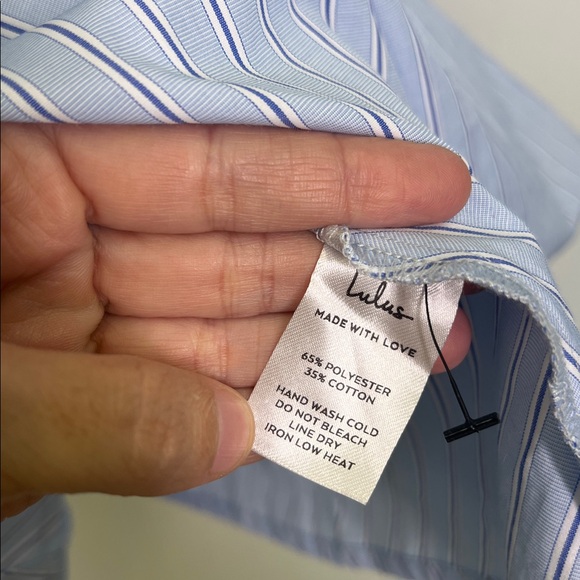 Lulus
MADE WITH LOVE
65% POLYESTER
35% COTTON
HAND WASH COLD
DO NOT BLEACH
LINE DRY
IRON LOW HEAT